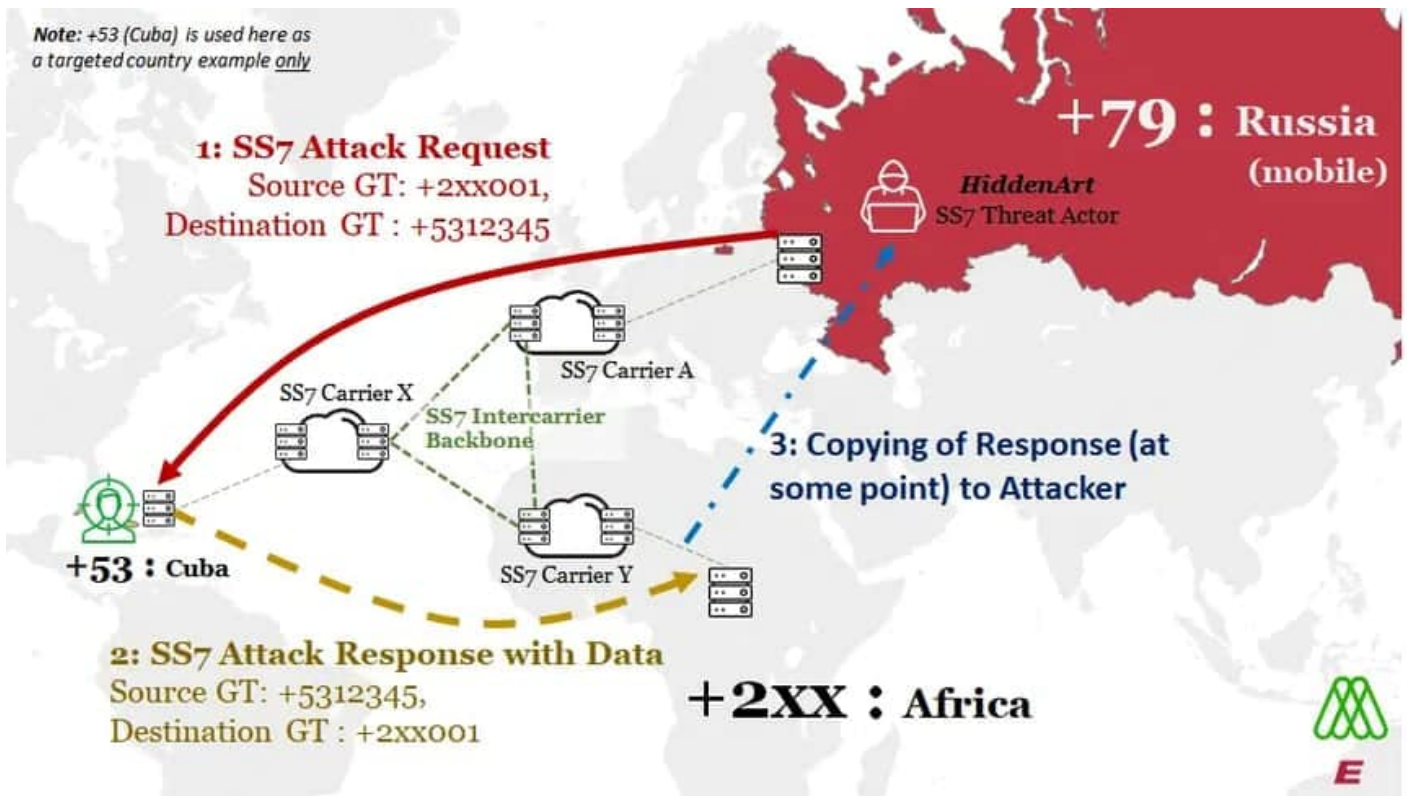 Note: +53 (Cuba) is used here as
a targeted country example only
+79 : Russia
(mobile)
1: SS7 Attack Request
Source GT: +2xx001,
Destination GT : +5312345
HiddenArt
SS7 Threat Actor
SS7 Carrier A
SS7 Carrier X
SS7 Intercarrier
Backbone
3: Copying of Response (at
some point) to Attacker
+53 : Cuba
SS7 Carrier Y
2: SS7 Attack Response with Data
Source GT: +5312345,
Destination GT : +2xx001
+2xx : Africa
E